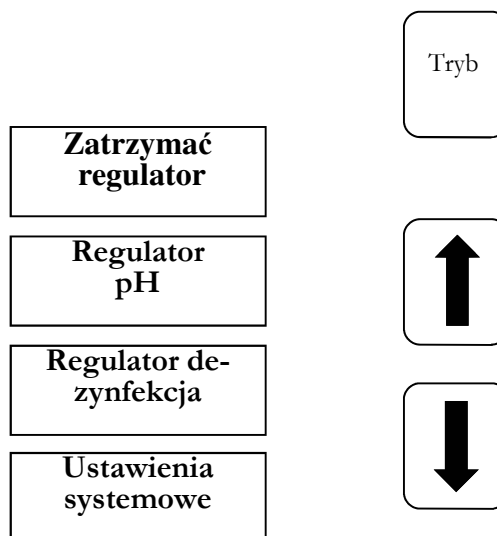 Tryb
Zatrzymać
regulator
Regulator
pH
Regulator de-
zynfekcja
Ustawienia
systemowe